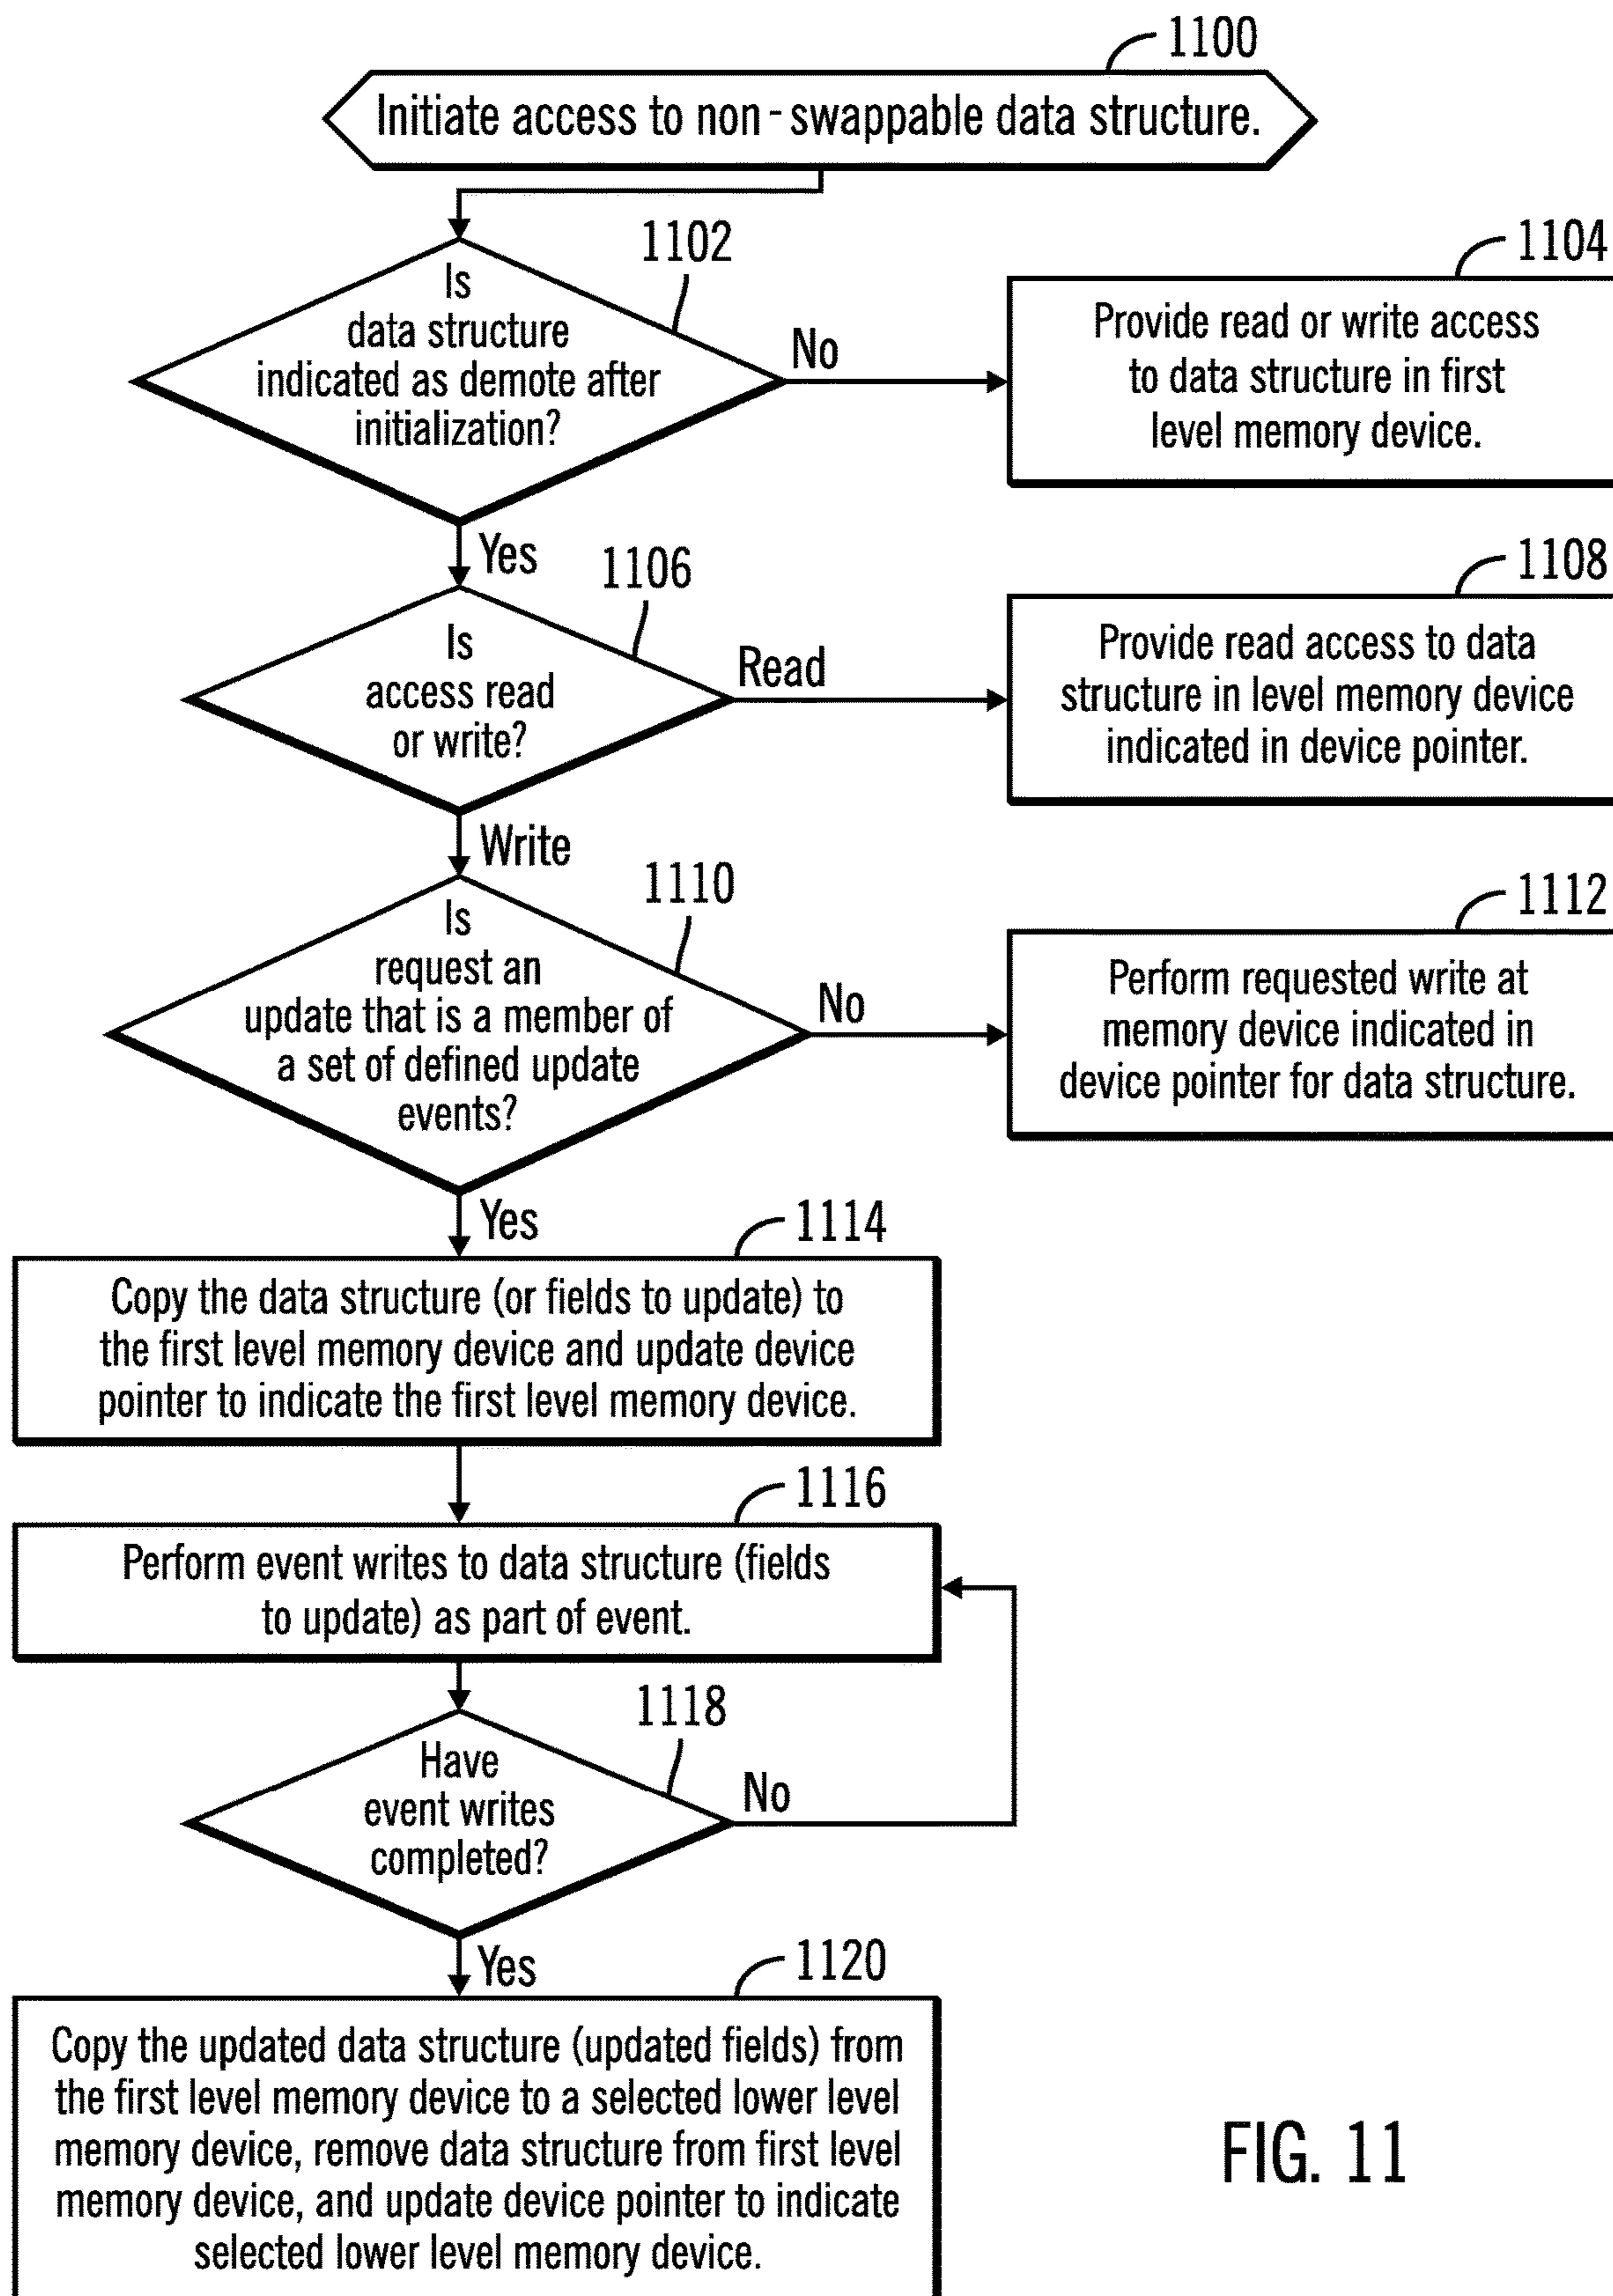 1100
Initiate access to non-swappable data structure.
1102
Is
data structure
indicated as demote after
initialization?
No
1104
Provide read or write access
to data structure in first
level memory device.
Yes
1106
Is
access read
or write?
Read
1108
Provide read access to data
structure in level memory device
indicated in device pointer.
Write
1110
Is
request an
update that is a member of
a set of defined update
events?
No
1112
Perform requested write at
memory device indicated in
device pointer for data structure.
Yes
1114
Copy the data structure (or fields to update) to
the first level memory device and update device
pointer to indicate the first level memory device.
1116
Perform event writes to data structure (fields
to update) as part of event.
1118
Have
event writes
completed?
No
Yes
1120
Copy the updated data structure (updated fields) from
the first level memory device to a selected lower level
memory device, remove data structure from first level
memory device, and update device pointer to indicate
selected lower level memory device.
FIG. 11